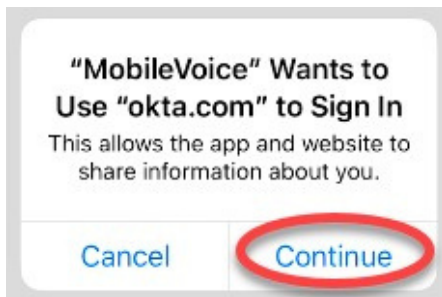 “MobileVoice” Wants to
Use “okta.com” to Sign In
This allows the app and website to
share information about you.
Cancel Continue